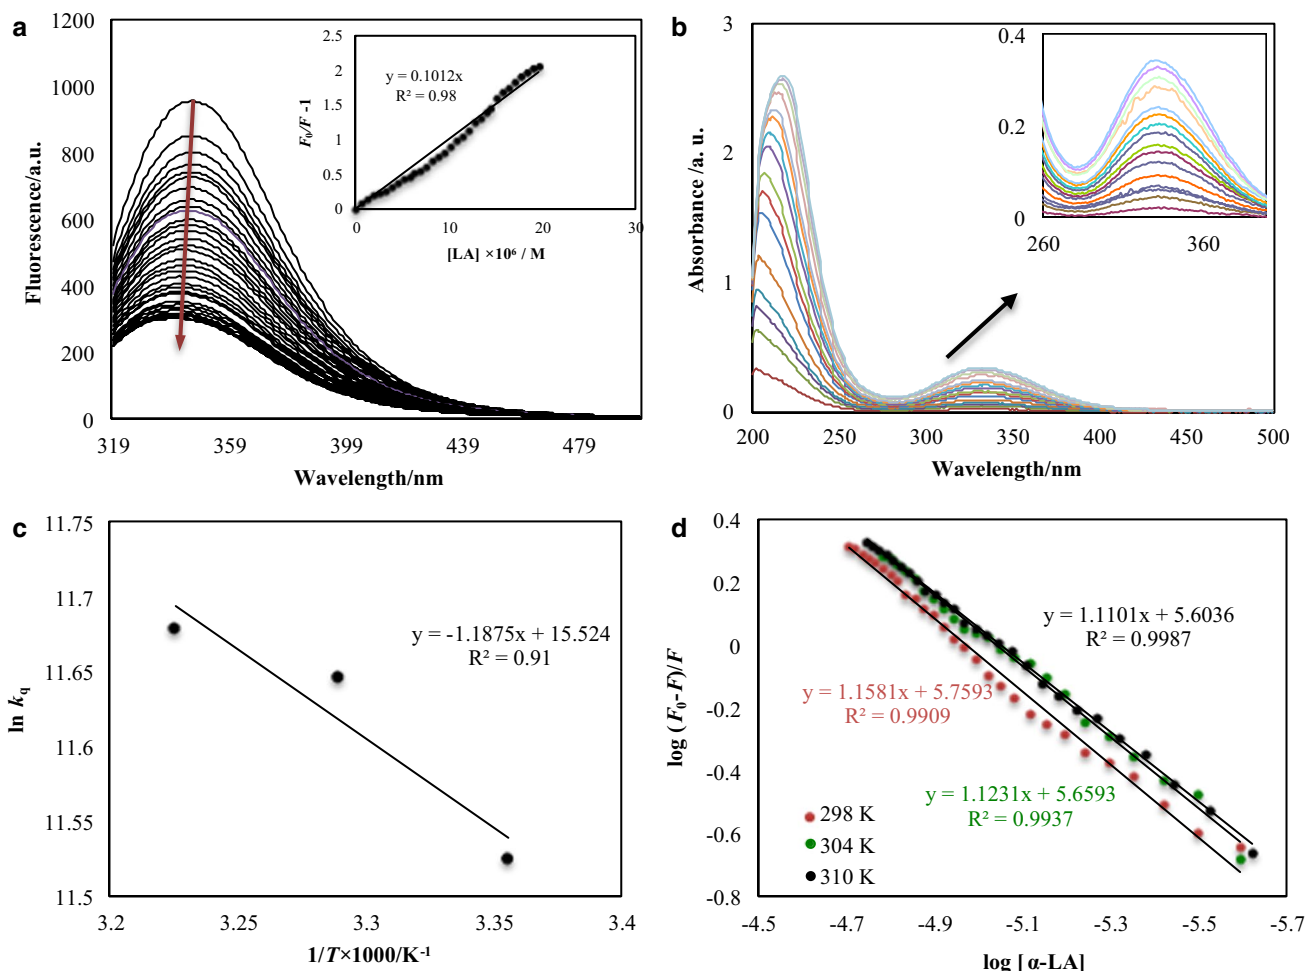 a
1200
1000
800
600
400
200
0
319
359
399
439
479
Fluorescence/a.u.
Wavelength/nm
2.5
2
1.5
1
0.5
0
0
10
20
30
F₀/F -1
[LA] ×10⁶ / M
y = 0.1012x
R² = 0.98
b
3
2
1
0
200
250
300
350
400
450
500
Absorbance /a. u.
Wavelength/nm
0.4
0.2
0
260
360
c
11.75
11.7
11.65
11.6
11.55
11.5
3.2
3.25
3.3
3.35
3.4
ln kq
1/T×1000/K⁻¹
y = -1.1875x + 15.524
R² = 0.91
d
0.4
0.2
0
-0.2
-0.4
-0.6
-0.8
-4.5
-4.7
-4.9
-5.1
-5.3
-5.5
-5.7
log (F₀-F)/F
log [ α-LA]
y = 1.1101x + 5.6036
R² = 0.9987
y = 1.1581x + 5.7593
R² = 0.9909
y = 1.1231x + 5.6593
R² = 0.9937
298 K
304 K
310 K